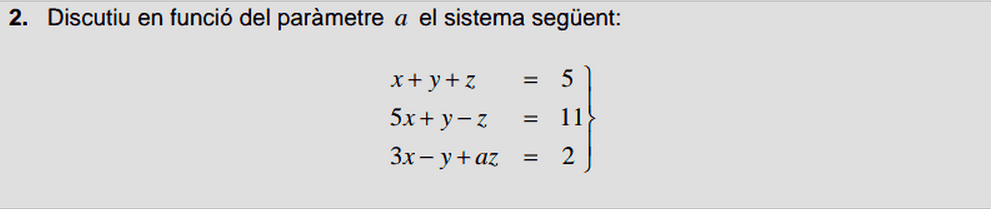 2. Discutiu en funció del paràmetre a el sistema següent:
x + y + z = 5
5x + y − z = 11
3x − y + az = 2